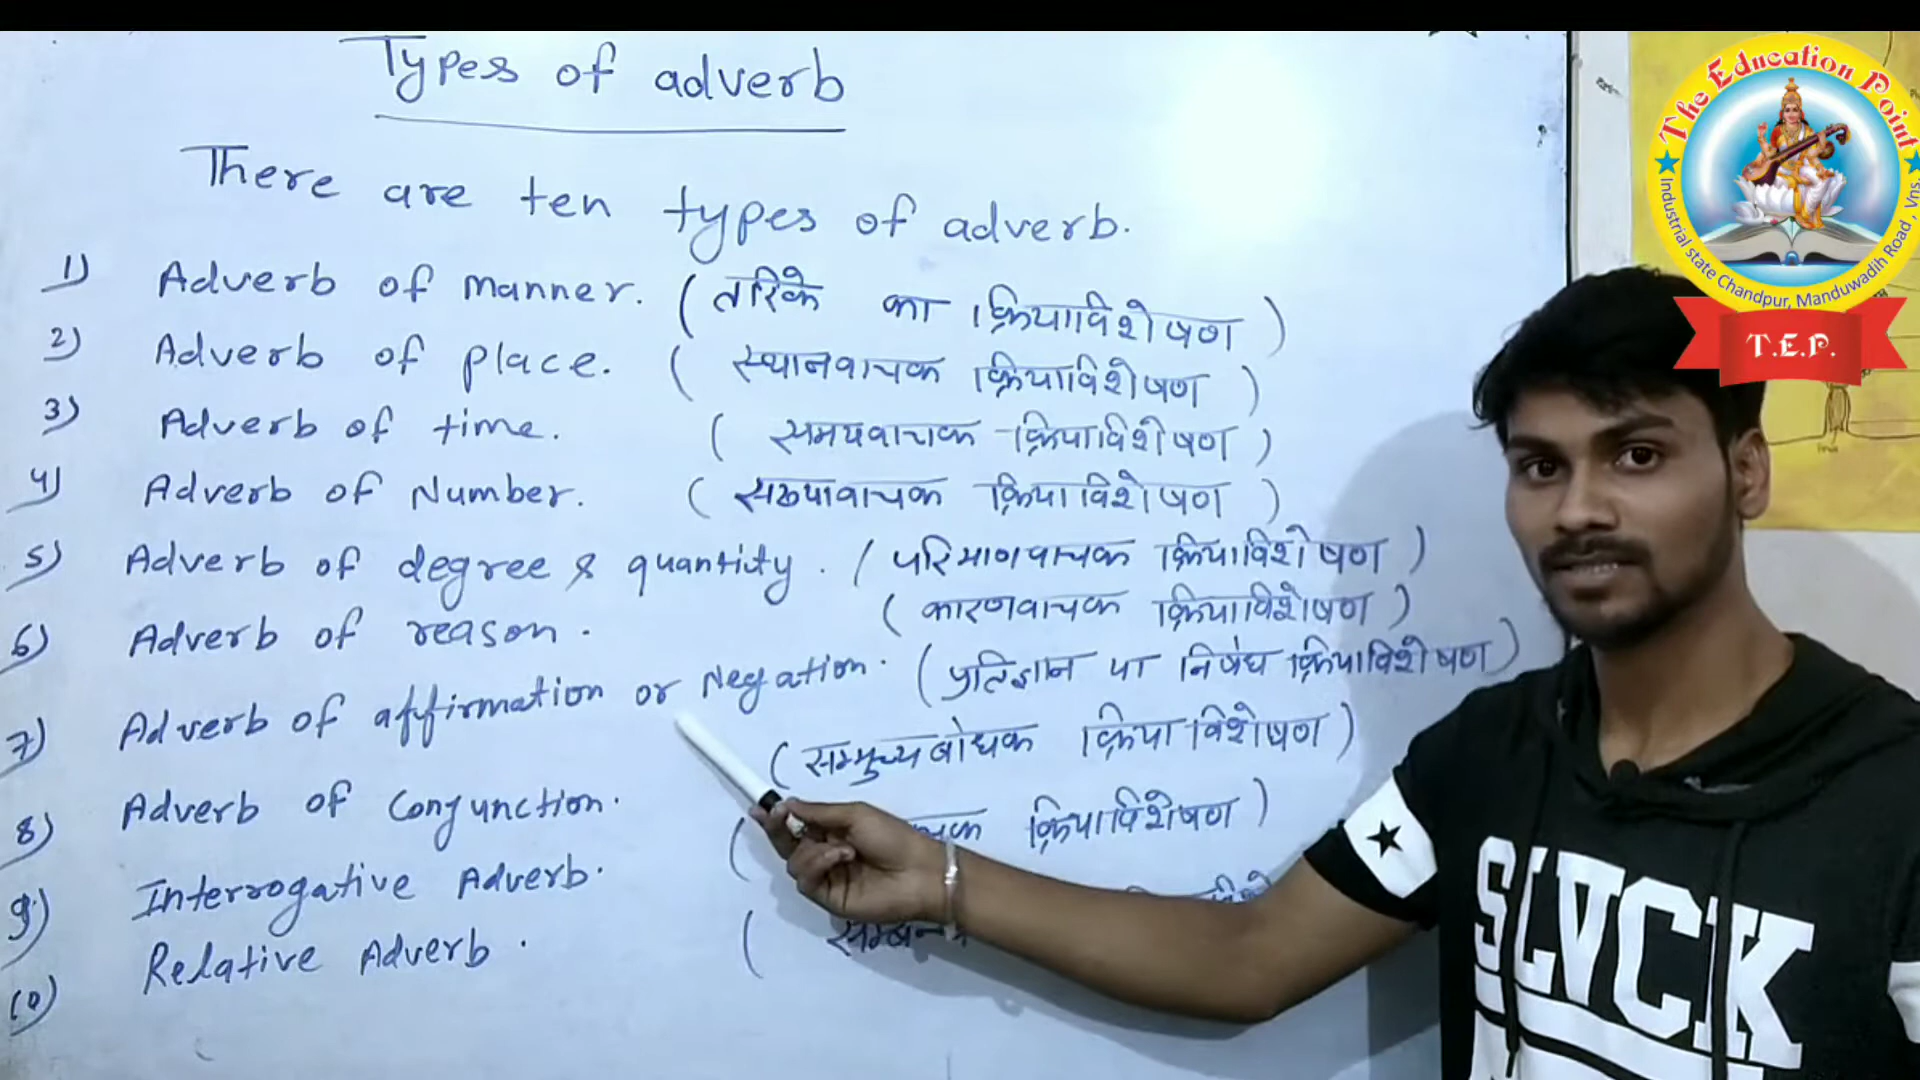 Types of adverb
There are ten types of adverb.
1) Adverb of manner. (तरिके का क्रियाविशेषण)
2) Adverb of place. (स्थानवाचक क्रियाविशेषण)
3) Adverb of time. (समयवाचक क्रियाविशेषण)
4) Adverb of Number. (सख्यावाचक क्रियाविशेषण)
5) Adverb of degree & quantity. (परिमाणवाचक क्रियाविशेषण)
6) Adverb of reason. (कारणवाचक क्रियाविशेषण)
7) Adverb of affirmation or Negation. (प्रतिज्ञान या निषेध क्रियाविशेषण)
8) Adverb of Conjunction. (सम्मुच्यबोधक क्रियाविशेषण)
9) Interrogative Adverb. ( क्रियाविशेषण)
10) Relative Adverb. (
The Education Point
Industrial state Chandpur, Manduwadih Road, Vns.
T.E.P.
SLVCK